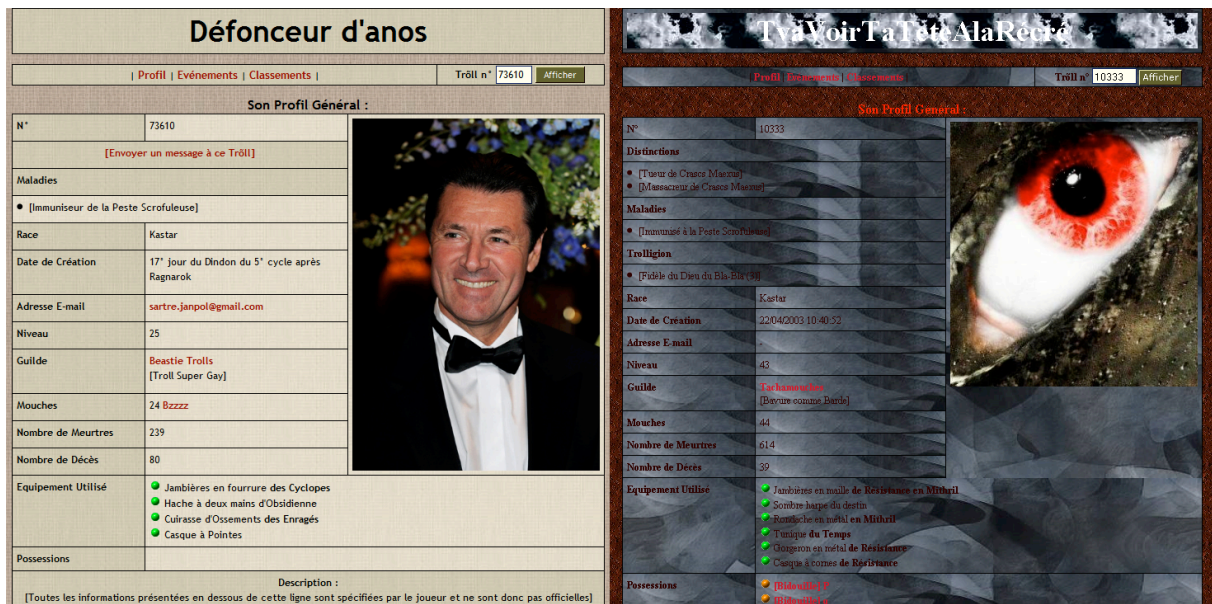 Défonceur d'anos
| Profil | Evénements | Classements |
Trõll n° 73610 Afficher
Son Profil Général :
N° 73610
[Envoyer un message à ce Trõll]
Maladies
[Immuniseur de la Peste Scrofuleuse]
Race Kastar
Date de Création 17° jour du Dindon du 5° cycle après
Ragnarok
Adresse E-mail sartre.janpol@gmail.com
Niveau 25
Guilde Beastie Trolls
[Troll Super Gay]
Mouches 24 Bzzzz
Nombre de Meurtres 239
Nombre de Décès 80
Equipement Utilisé Jambières en fourrure des Cyclopes
Hache à deux mains d'Obsidienne
Cuirasse d'Ossements des Enragés
Casque à Pointes
Possessions
Description :
[Toutes les informations présentées en dessous de cette ligne sont spécifiées par le joueur et ne sont donc pas officielles]
TvaVoirTaTêteAlaRécré
| Profil | Evénements | Classements
Trõll n° 10333 Afficher
Son Profil Général :
N° 10333
Distinctions
[Tueur de Crascs Maexus]
[Massacreur de Crascs Maexus]
Maladies
[Immunisé à la Peste Scrofuleuse]
Trolligion
[Fidèle du Dieu du Bla-Bla (3)]
Race Kastar
Date de Création 22/04/2003 10:40:52
Adresse E-mail
Niveau 43
Guilde
[Bavure comme Barde]
Mouches 44
Nombre de Meurtres 614
Nombre de Décès 39
Equipement Utilisé Jambières en maille de Résistance en Mithril
Sombre harpe du destin
Rondache en métal en Mithril
Tunique du Temps
Gorgeron en métal de Résistance
Casque à cornes de Résistance
Possessions